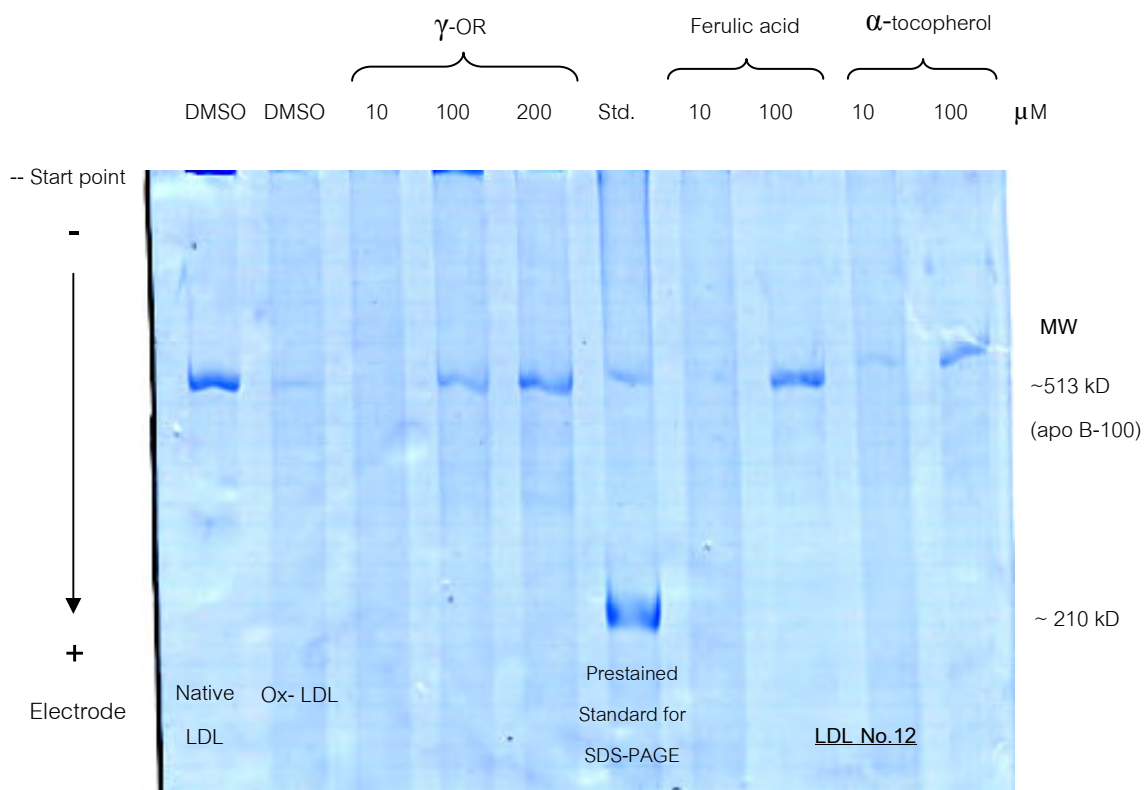 γ-OR Ferulic acid α-tocopherol
DMSO DMSO 10 100 200 Std. 10 100 10 100 μM
-- Start point
-
MW
~513 kD
(apo B-100)
~ 210 kD
+
Electrode
Native
LDL
Ox- LDL
Prestained
Standard for
SDS-PAGE
LDL No.12